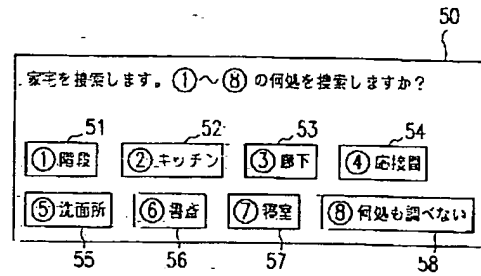 50
家宅を捜索します。①～⑧の何処を捜索しますか?
51 52 53 54
①階段 ②キッチン ③廊下 ④応接間
⑤洗面所 ⑥書斎 ⑦寝室 ⑧何処も調べない
55 56 57 58